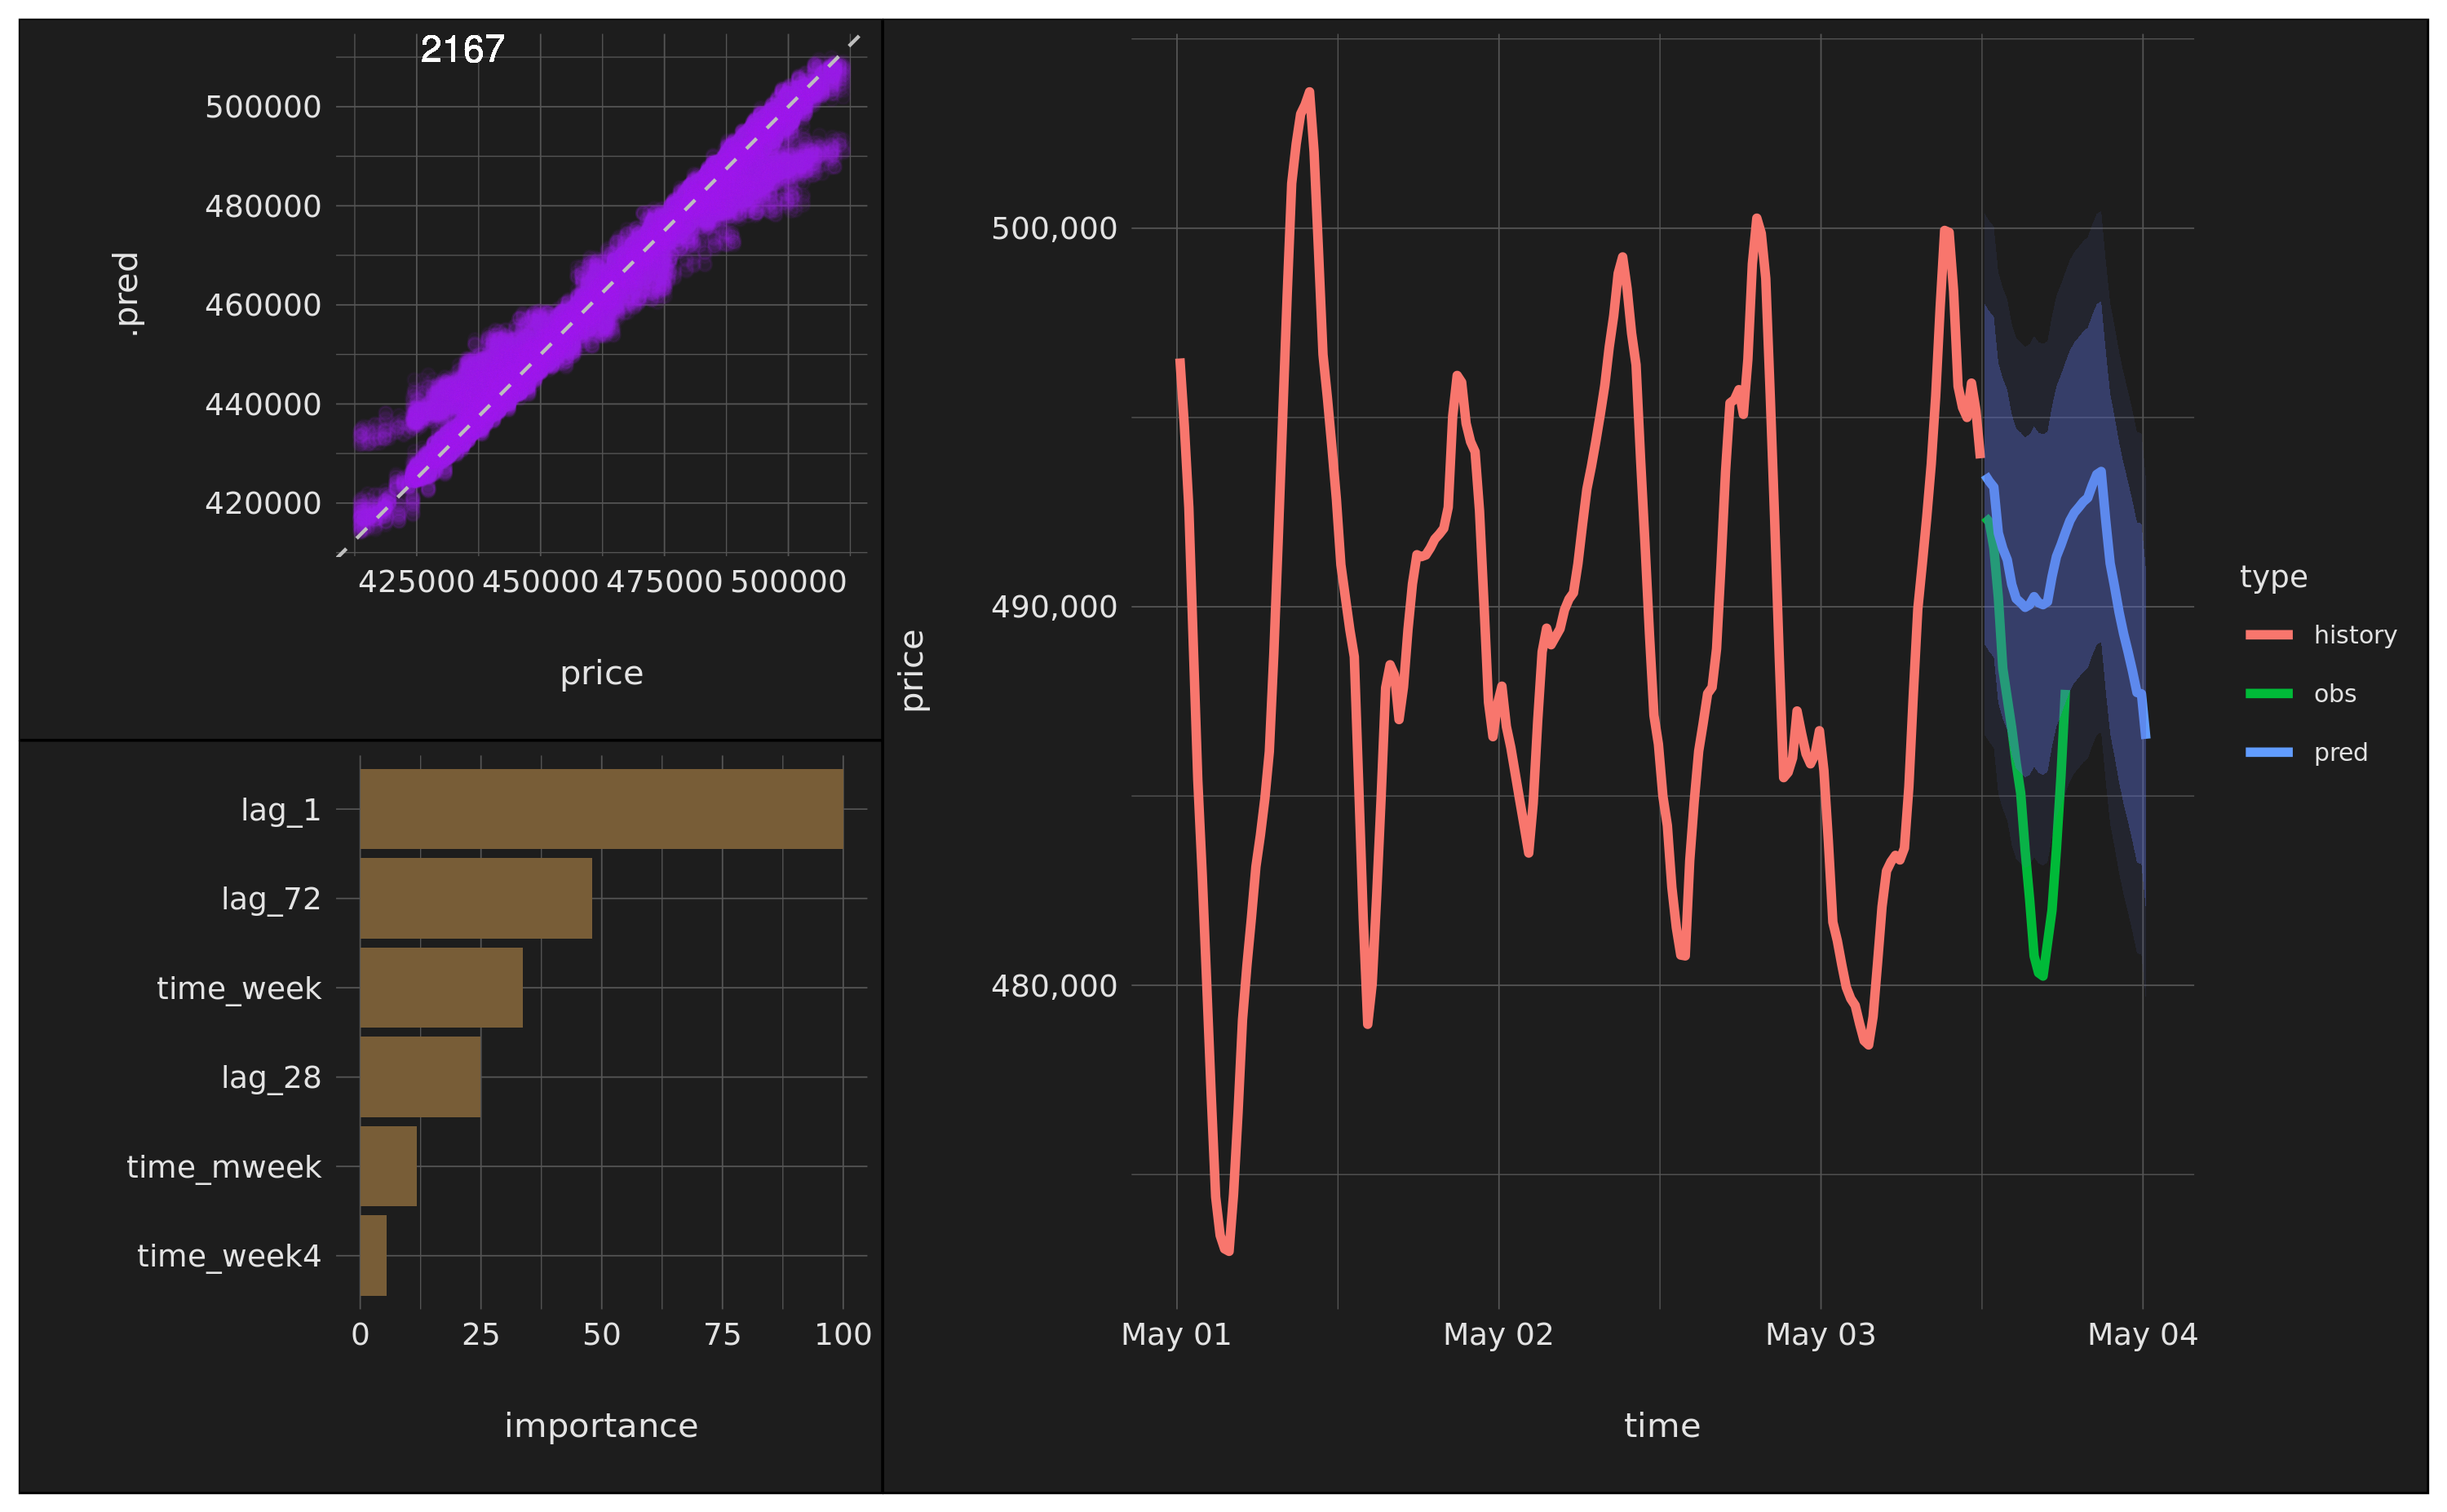 2167
500000
480000
460000
440000
420000
.pred
425000 450000 475000 500000
price
lag_1
lag_72
time_week
lag_28
time_mweek
time_week4
0 25 50 75 100
importance
500,000
490,000
480,000
price
May 01 May 02 May 03 May 04
time
type
history
obs
pred